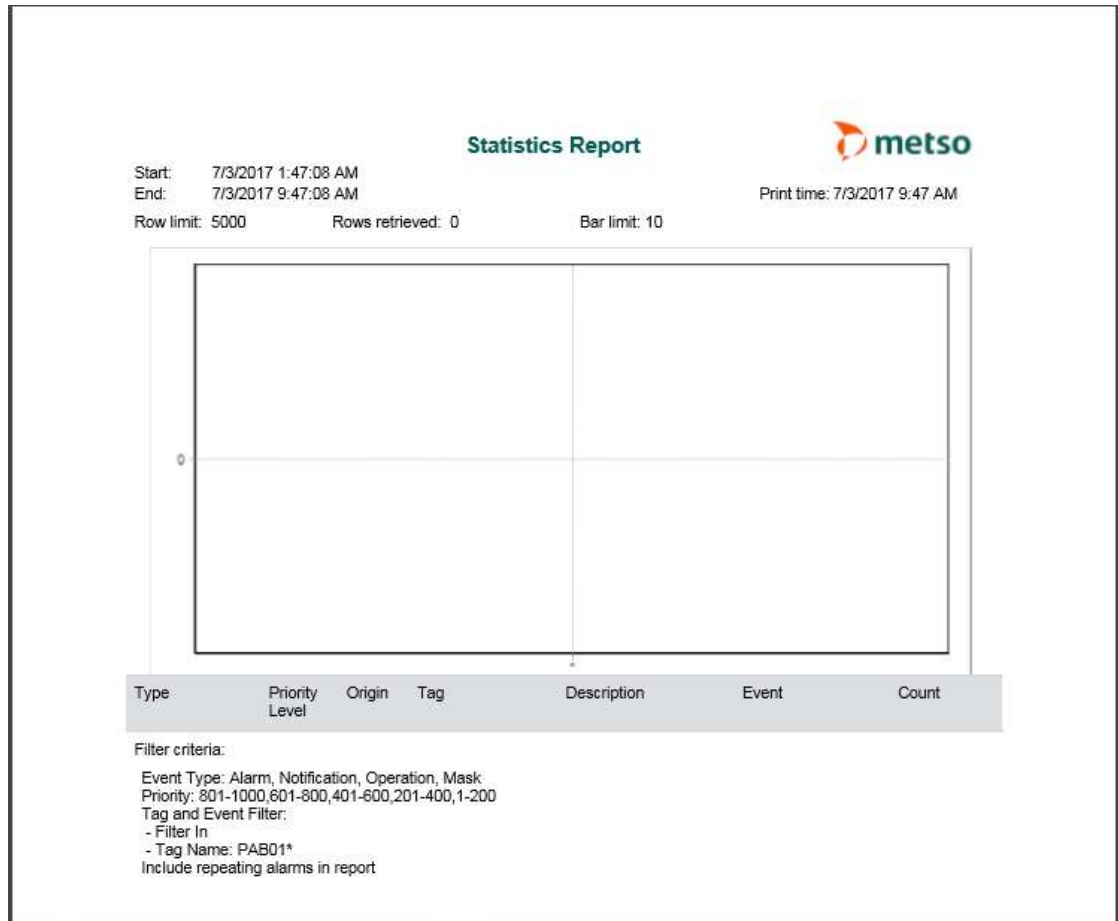 Statistics Report
metso
Start: 7/3/2017 1:47:08 AM
End: 7/3/2017 9:47:08 AM
Print time: 7/3/2017 9:47 AM
Row limit: 5000 Rows retrieved: 0 Bar limit: 10
0
Type Priority Level Origin Tag Description Event Count
Filter criteria:
Event Type: Alarm, Notification, Operation, Mask
Priority: 801-1000,601-800,401-600,201-400,1-200
Tag and Event Filter:
- Filter In
- Tag Name: PAB01*
Include repeating alarms in report